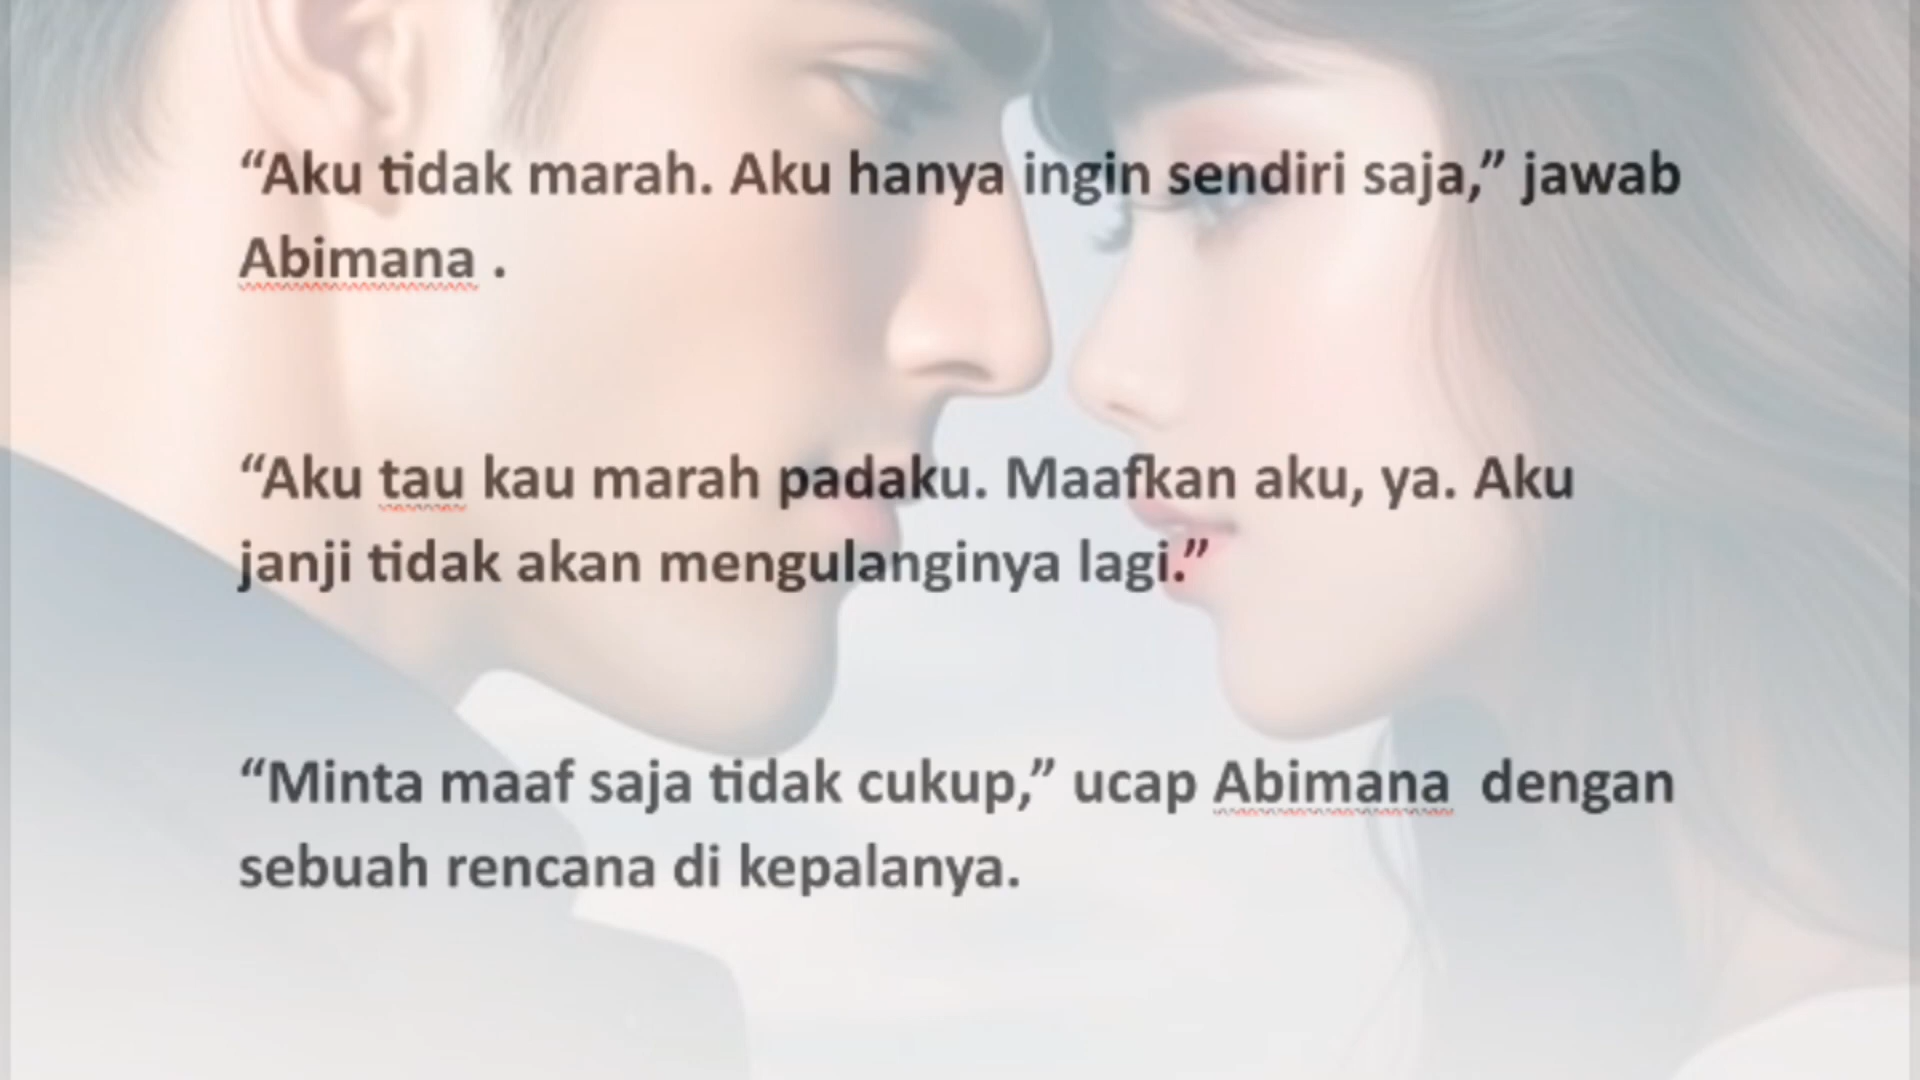 “Aku tidak marah. Aku hanya ingin sendiri saja,” jawab
Abimana .
“Aku tau kau marah padaku. Maafkan aku, ya. Aku
janji tidak akan mengulanginya lagi.”
“Minta maaf saja tidak cukup,” ucap Abimana  dengan
sebuah rencana di kepalanya.